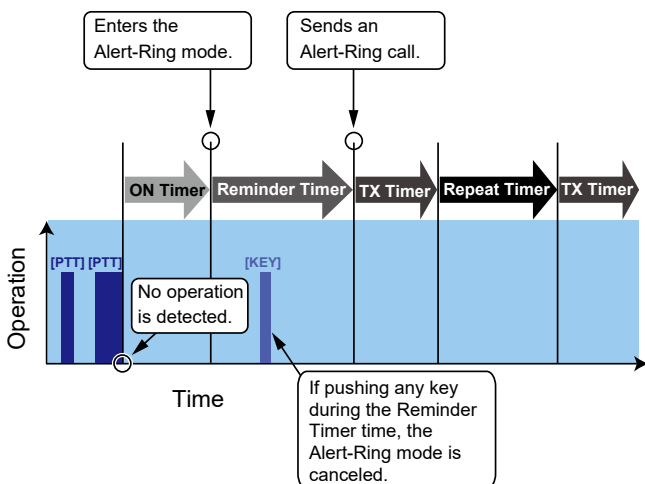 Enters the
Alert-Ring mode.
Sends an
Alert-Ring call.
ON Timer
Reminder Timer
TX Timer
Repeat Timer
TX Timer
Operation
[PTT]
[PTT]
[KEY]
No operation
is detected.
Time
If pushing any key
during the Reminder
Timer time, the
Alert-Ring mode is
canceled.